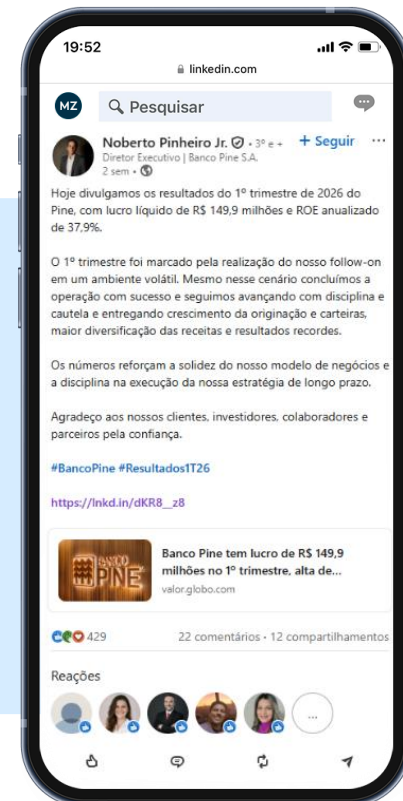 19:52
linkedin.com
MZ
Pesquisar
Noberto Pinheiro Jr. • 3º e +
+ Seguir
Diretor Executivo | Banco Pine S.A.
2 sem •
Hoje divulgamos os resultados do 1º trimestre de 2026 do
Pine, com lucro líquido de R$ 149,9 milhões e ROE anualizado
de 37,9%.
O 1º trimestre foi marcado pela realização do nosso follow-on
em um ambiente volátil. Mesmo nesse cenário concluímos a
operação com sucesso e seguimos avançando com disciplina e
cautela e entregando crescimento da originação e carteiras,
maior diversificação das receitas e resultados recordes.
Os números reforçam a solidez do nosso modelo de negócios e
a disciplina na execução da nossa estratégia de longo prazo.
Agradeço aos nossos clientes, investidores, colaboradores e
parceiros pela confiança.
#BancoPine #Resultados1T26
https://lnkd.in/dKR8__z8
BANCO
PINE
Banco Pine tem lucro de R$ 149,9
milhões no 1º trimestre, alta de...
valor.globo.com
429
22 comentários • 12 compartilhamentos
Reações
...